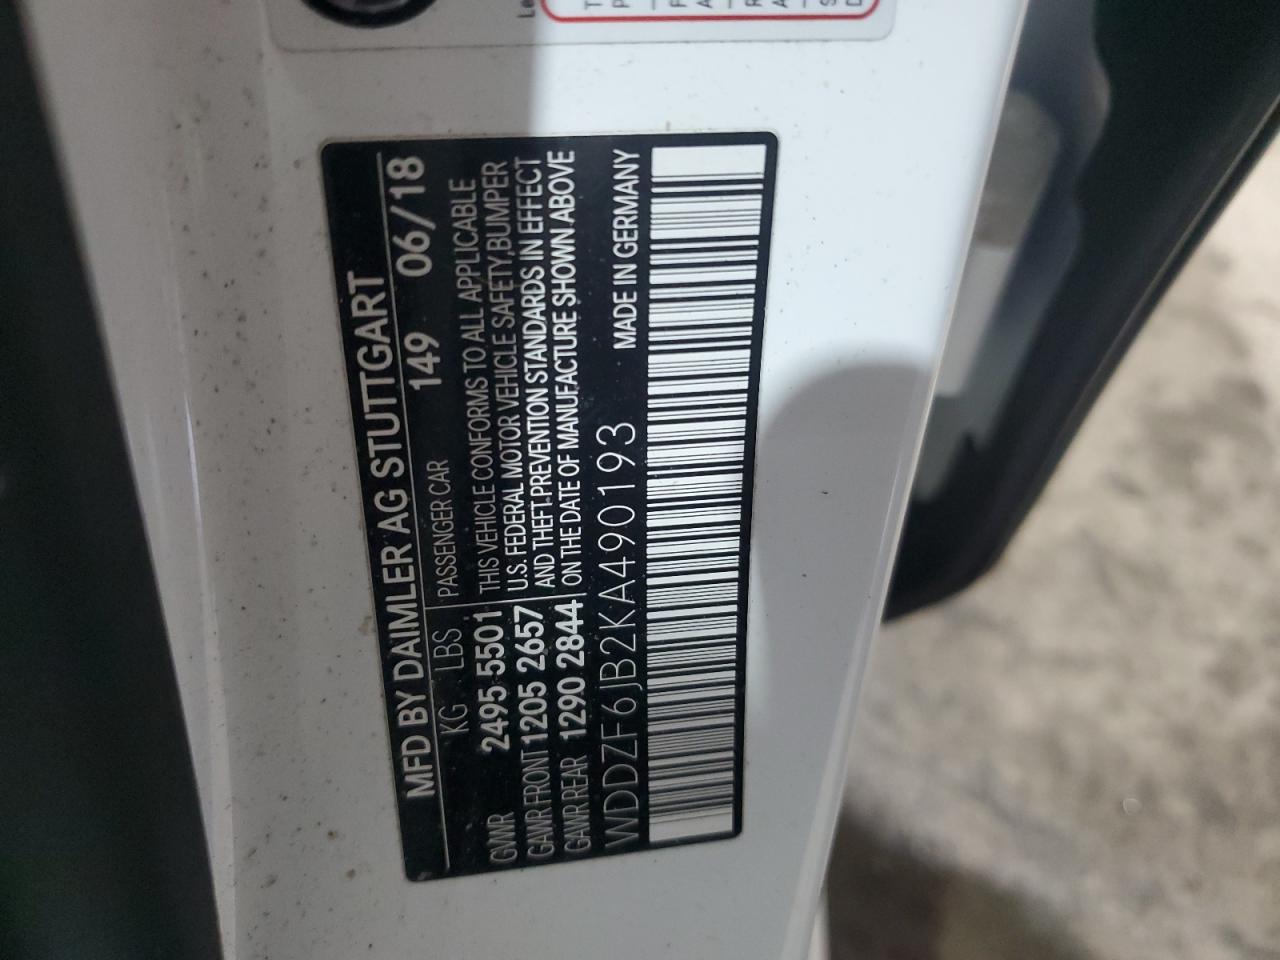 MFD BY DAIMLER AG STUTTGART
149 06/18
KG LBS PASSENGER CAR
GVWR 2495 5501 THIS VEHICLE CONFORMS TO ALL APPLICABLE
GAWR FRONT 1205 2657 U.S. FEDERAL MOTOR VEHICLE SAFETY, BUMPER
AND THEFT PREVENTION STANDARDS IN EFFECT
GAWR REAR 1290 2844 ON THE DATE OF MANUFACTURE SHOWN ABOVE
WDDZF6JB2KA490193 MADE IN GERMANY
Le